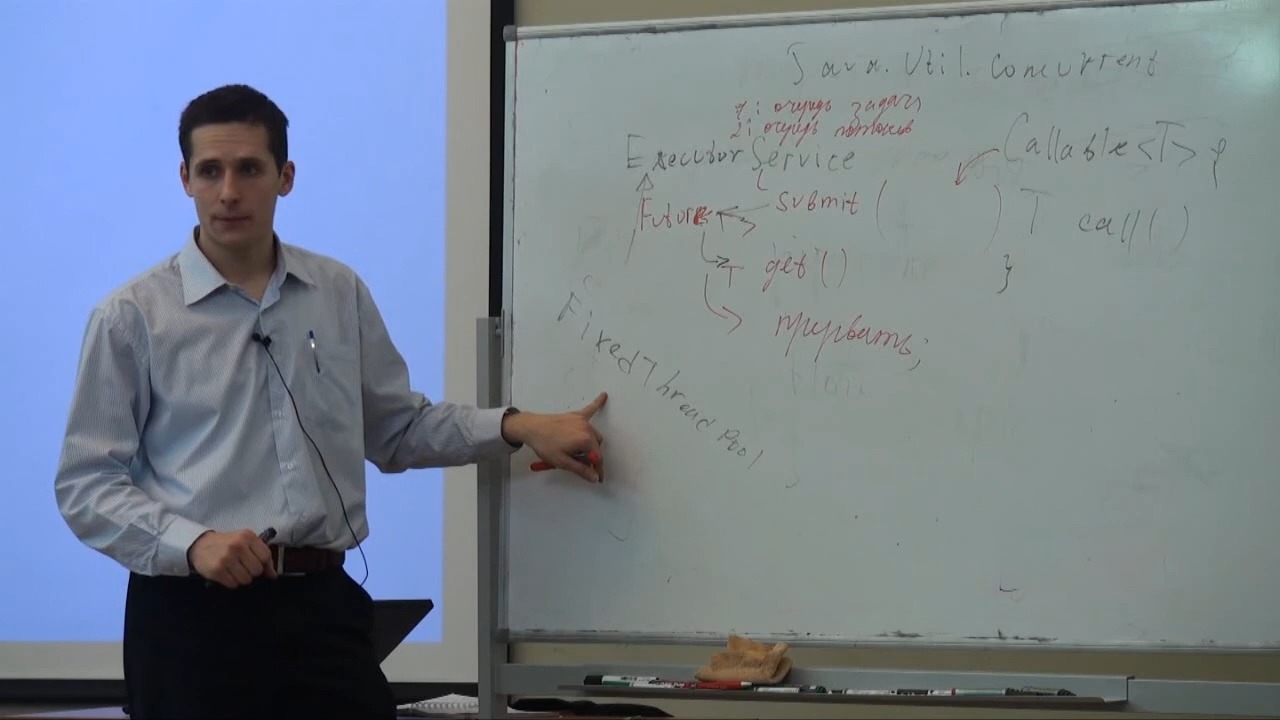 Java.Util.Concurrent
1: очередь задач
2: очередь потоков
ExecutorService
Callable<T> {
Future<T> submit( )
T call()
T get()
}
прервать;
FixedThreadPool